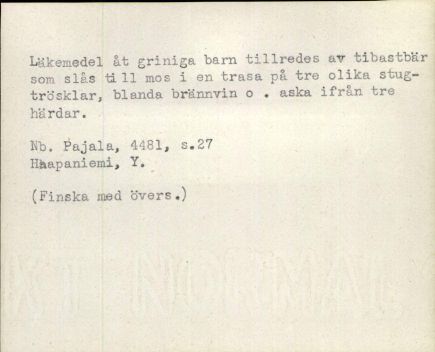 Läkemedel åt griniga barn tillredes av tibastbär
som slås till mos i en trasa på tre olika stug-
trösklar, blanda brännvin o . aska ifrån tre
härdar.
Nb. Pajala, 4481, s.27
Haapaniemi, Y.
(Finska med övers.)